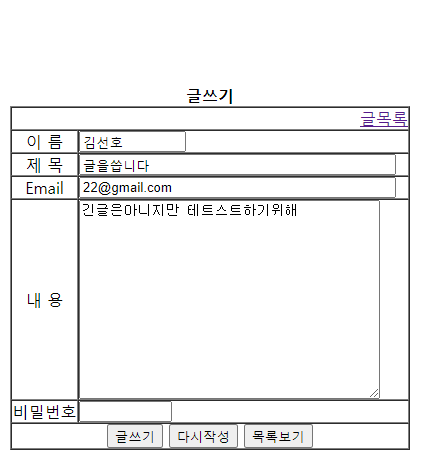 글쓰기
글목록
이 름 김선호
제 목 글을씁니다
Email 22@gmail.com
내 용 긴글은아니지만 테트스트하기위해
비밀번호
글쓰기 다시작성 목록보기